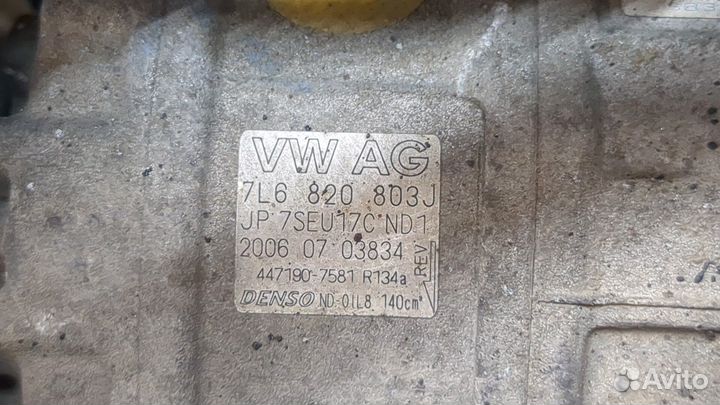 VW AG
7L6 820 803J
JP 7SEU17C ND1
2006 07 03834
REV
447190-7581 R134a
DENSO ND-OIL8 140cm³
Avito